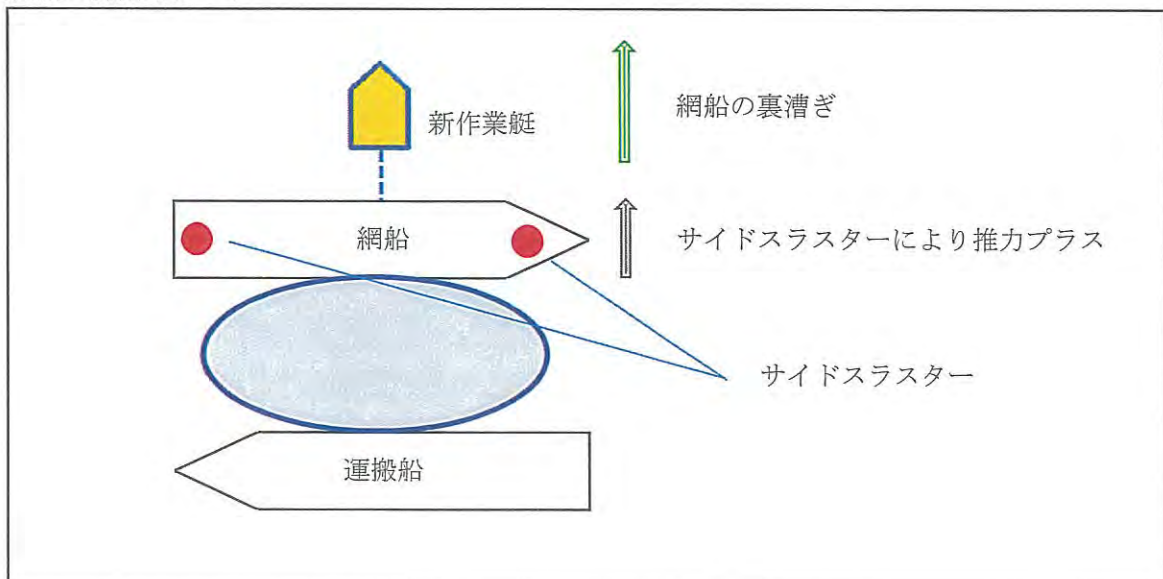 網船の裏漕ぎ
新作業艇
網船
サイドスラスターにより推力プラス
サイドスラスター
運搬船